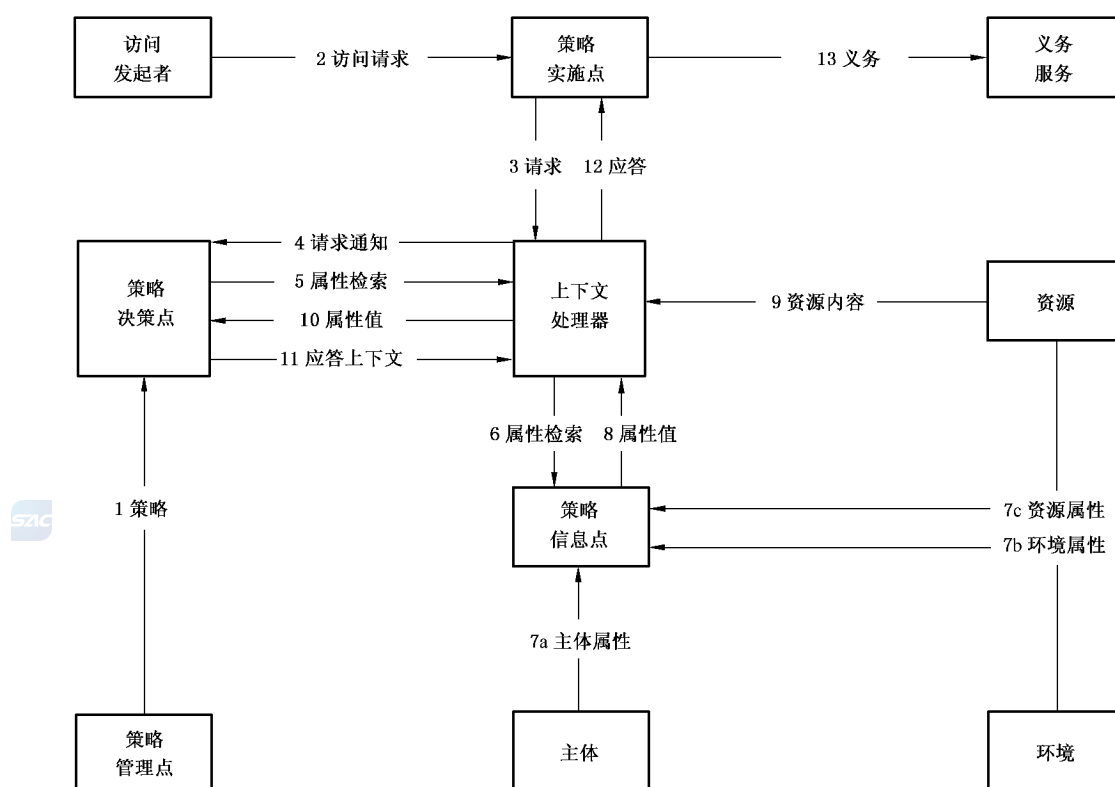 访问
发起者
2 访问请求
策略
实施点
13 义务
义务
服务
3 请求
12 应答
4 请求通知
5 属性检索
10 属性值
11 应答上下文
策略
决策点
上下文
处理器
9 资源内容
资源
6 属性检索
8 属性值
1 策略
SAC
策略
信息点
7c 资源属性
7b 环境属性
7a 主体属性
策略
管理点
主体
环境